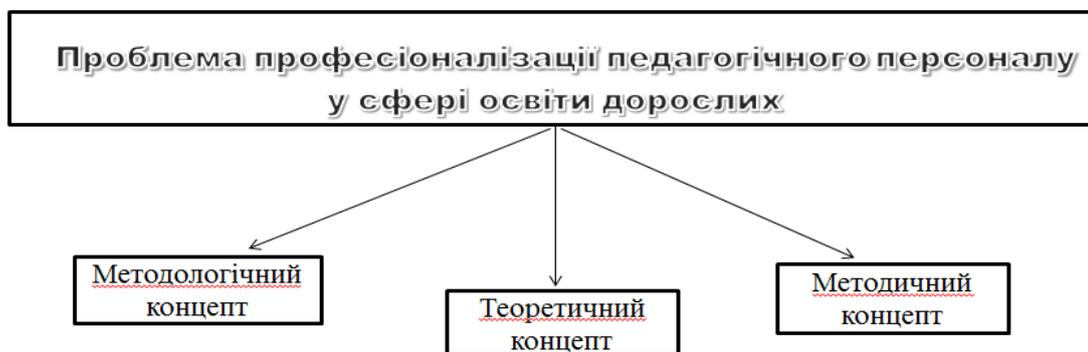 Проблема професіоналізації педагогічного персоналу
у сфері освіти дорослих
Методологічний
концепт
Теоретичний
концепт
Методичний
концепт